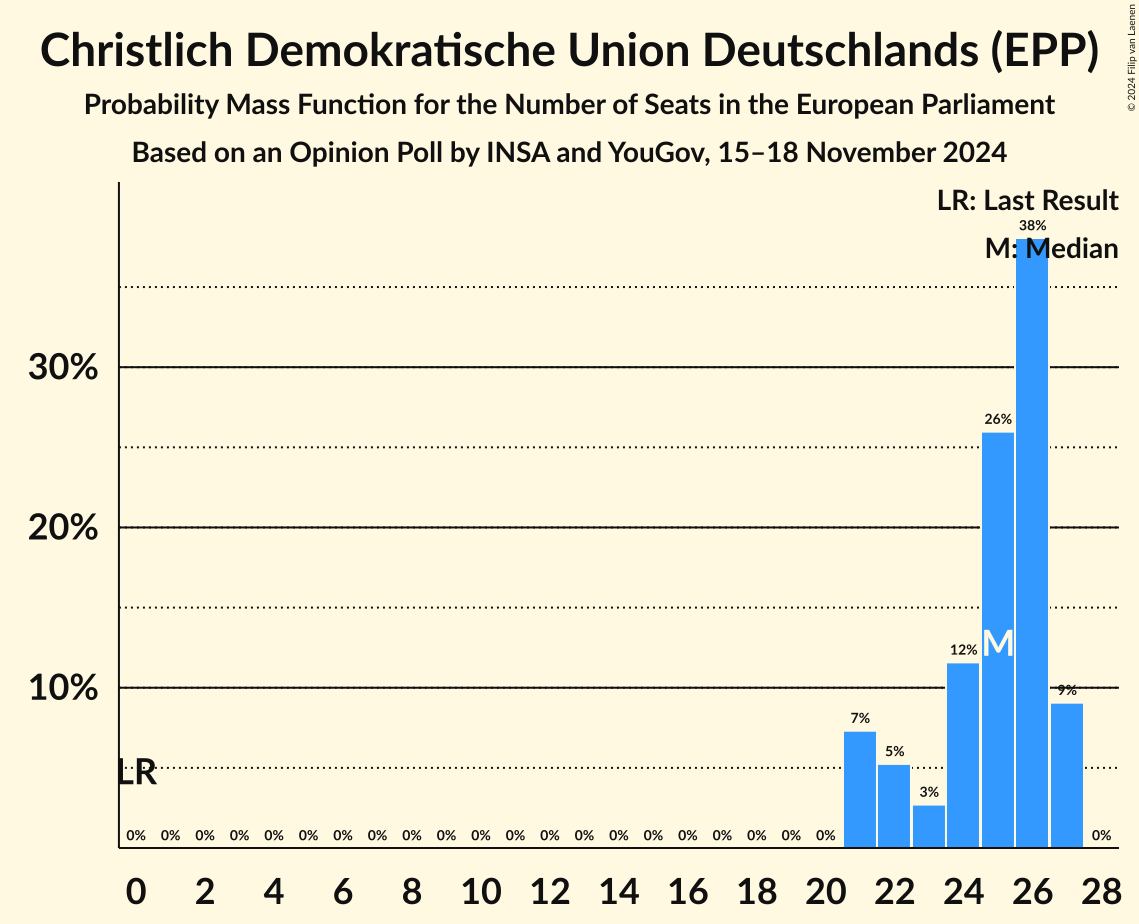 Christlich Demokratische Union Deutschlands (EPP)
Probability Mass Function for the Number of Seats in the European Parliament
Based on an Opinion Poll by INSA and YouGov, 15–18 November 2024
© 2024 Filip van Laenen
LR: Last Result
M: Median
38%
30%
26%
20%
12%
M
10%
9%
7%
5%
3%
LR
0% 0% 0% 0% 0% 0% 0% 0% 0% 0% 0% 0% 0% 0% 0% 0% 0% 0% 0% 0% 0% 0%
0 2 4 6 8 10 12 14 16 18 20 22 24 26 28